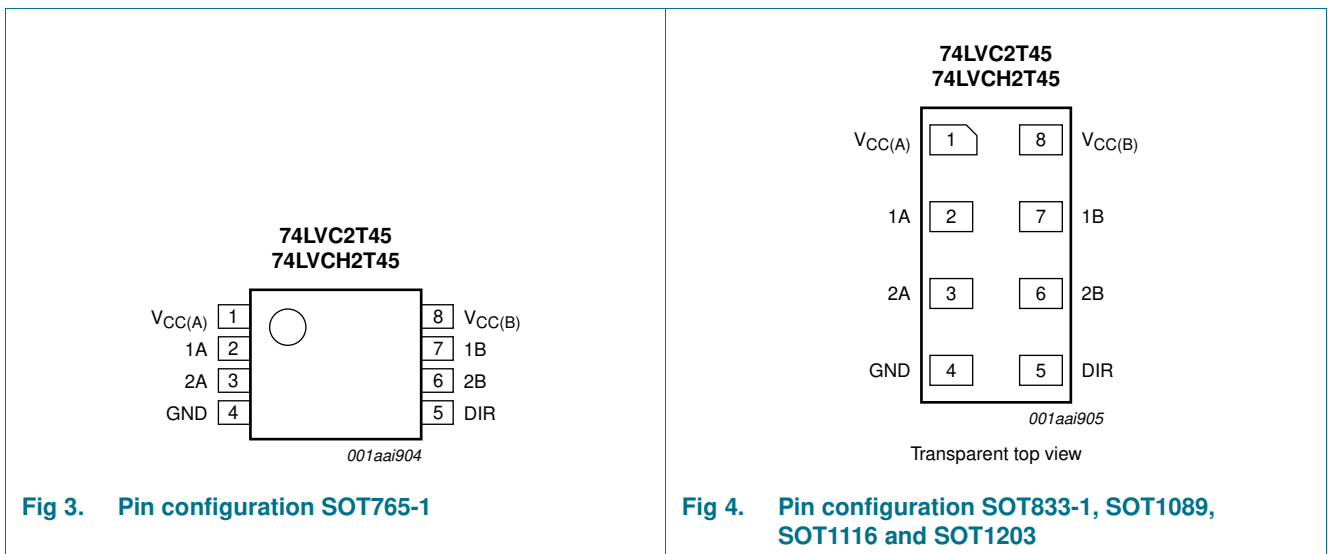 74LVC2T45
74LVCH2T45
VCC(A) 1
8 VCC(B)
1A 2
7 1B
2A 3
6 2B
GND 4
5 DIR
001aai904
Fig 3. Pin configuration SOT765-1
74LVC2T45
74LVCH2T45
VCC(A) 1
8 VCC(B)
1A 2
7 1B
2A 3
6 2B
GND 4
5 DIR
001aai905
Transparent top view
Fig 4. Pin configuration SOT833-1, SOT1089,
SOT1116 and SOT1203